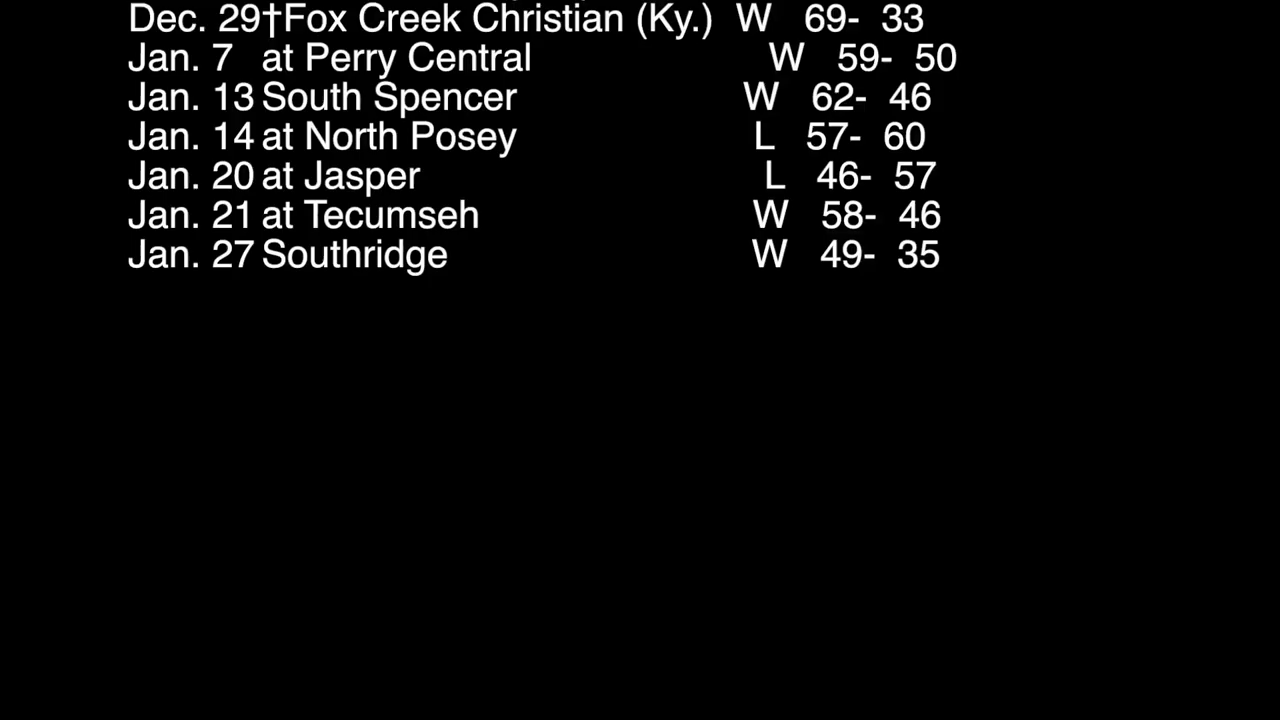 Dec. 29†Fox Creek Christian (Ky.) W 69- 33
Jan. 7 at Perry Central W 59- 50
Jan. 13 South Spencer W 62- 46
Jan. 14 at North Posey L 57- 60
Jan. 20 at Jasper L 46- 57
Jan. 21 at Tecumseh W 58- 46
Jan. 27 Southridge W 49- 35